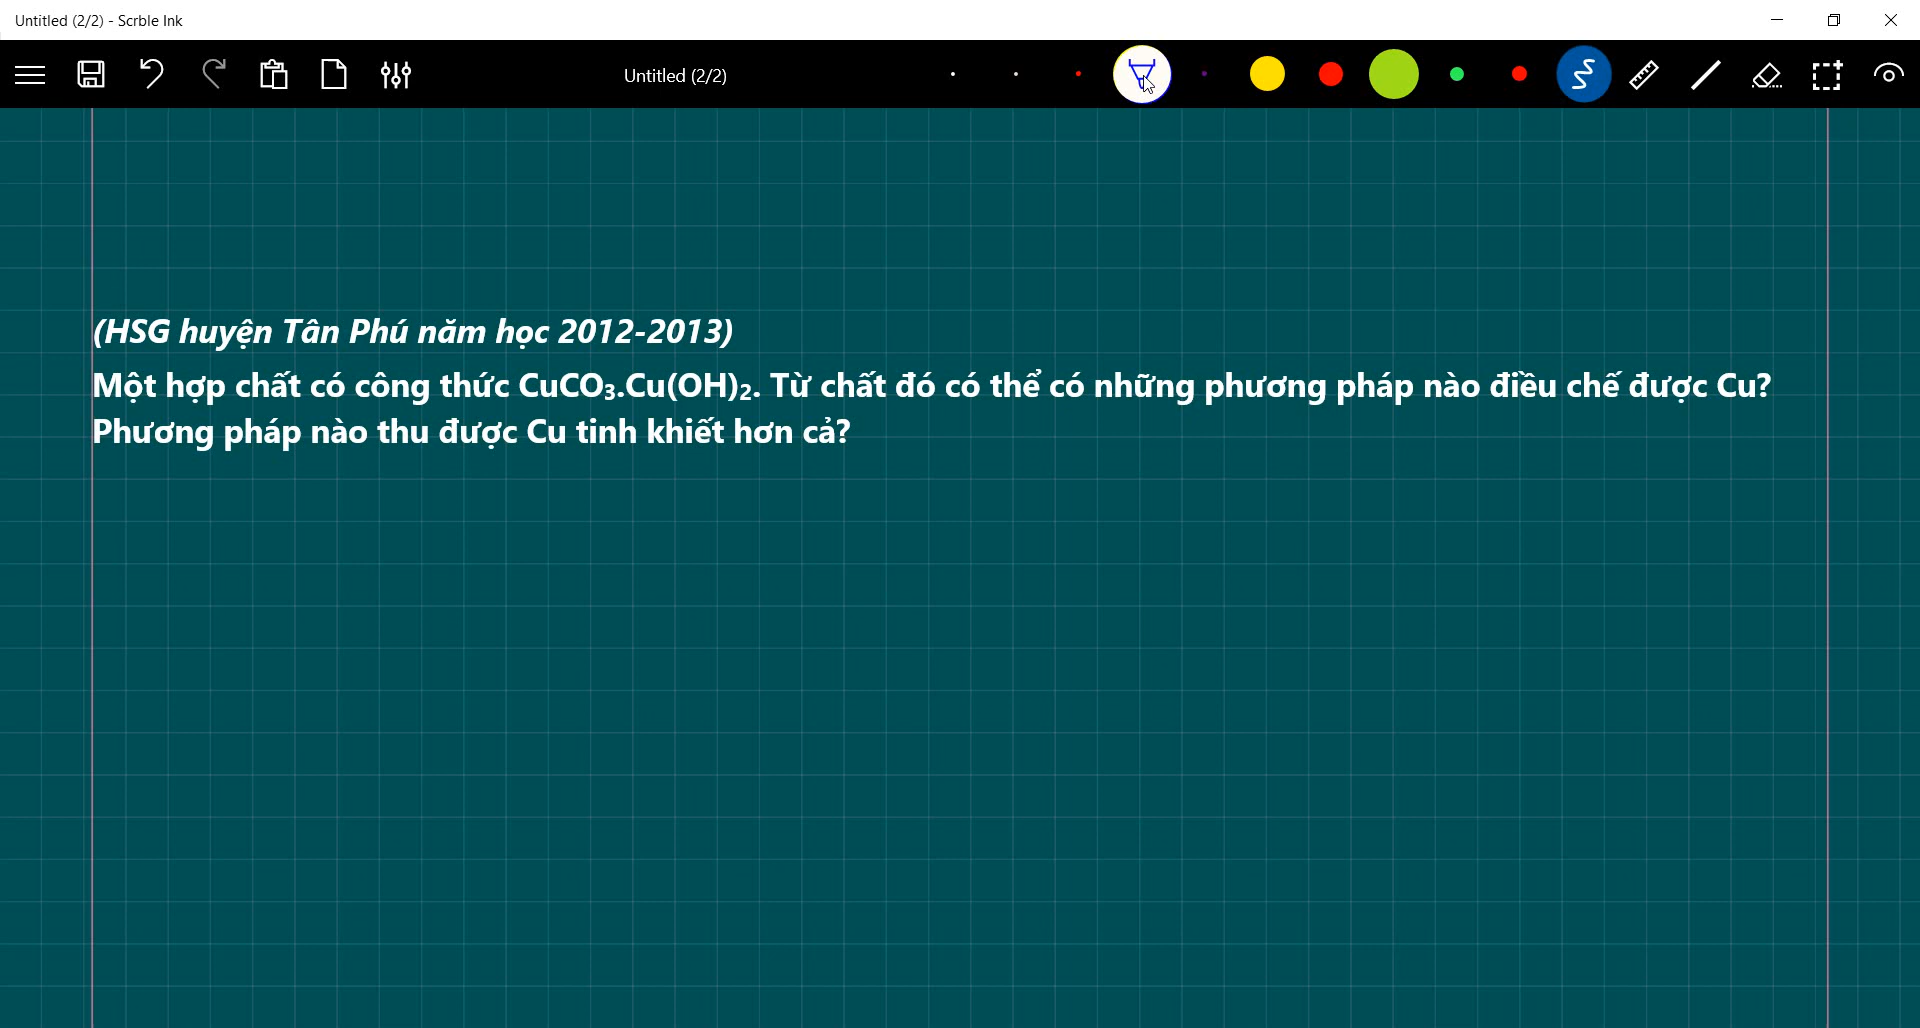 Untitled (2/2) - Scrble Ink
Untitled (2/2)
(HSG huyện Tân Phú năm học 2012-2013)
Một hợp chất có công thức CuCO₃.Cu(OH)₂. Từ chất đó có thể có những phương pháp nào điều chế được Cu?
Phương pháp nào thu được Cu tinh khiết hơn cả?